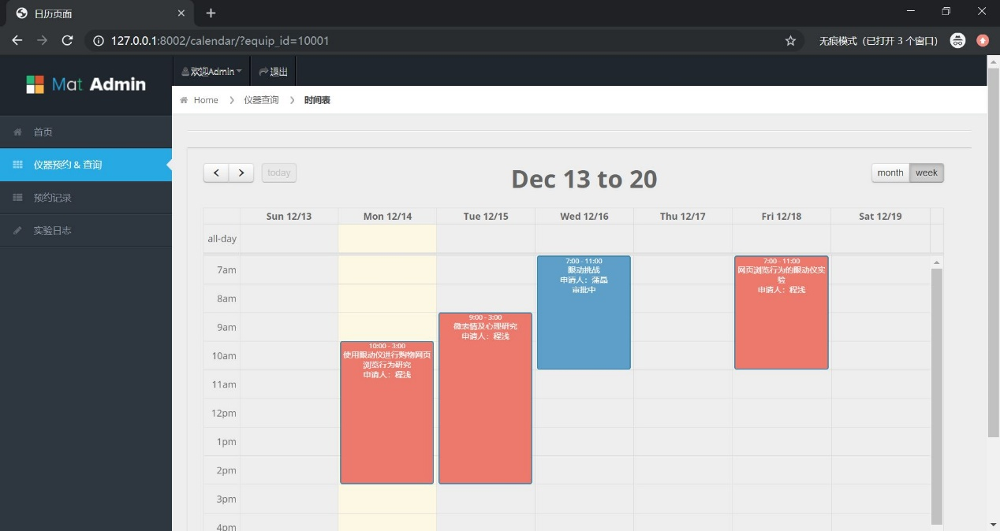 日历页面
127.0.0.1:8002/calendar/?equip_id=10001
无痕模式（已打开 3 个窗口）
Mat Admin
欢迎Admin
退出
Home
仪器查询
时间表
首页
仪器预约 & 查询
预约记录
实验日志
today
Dec 13 to 20
month
week
Sun 12/13
Mon 12/14
Tue 12/15
Wed 12/16
Thu 12/17
Fri 12/18
Sat 12/19
all-day
7am
8am
9am
10am
11am
12pm
1pm
2pm
3pm
4pm
10:00 - 3:00
使用眼动仪进行购物网页
浏览行为研究
申请人：程浅
9:00 - 3:00
微表情及心理研究
申请人：程浅
7:00 - 11:00
眼动挑战
申请人：蒲晶
审批中
7:00 - 11:00
网页浏览行为的眼动仪实
验
申请人：程浅